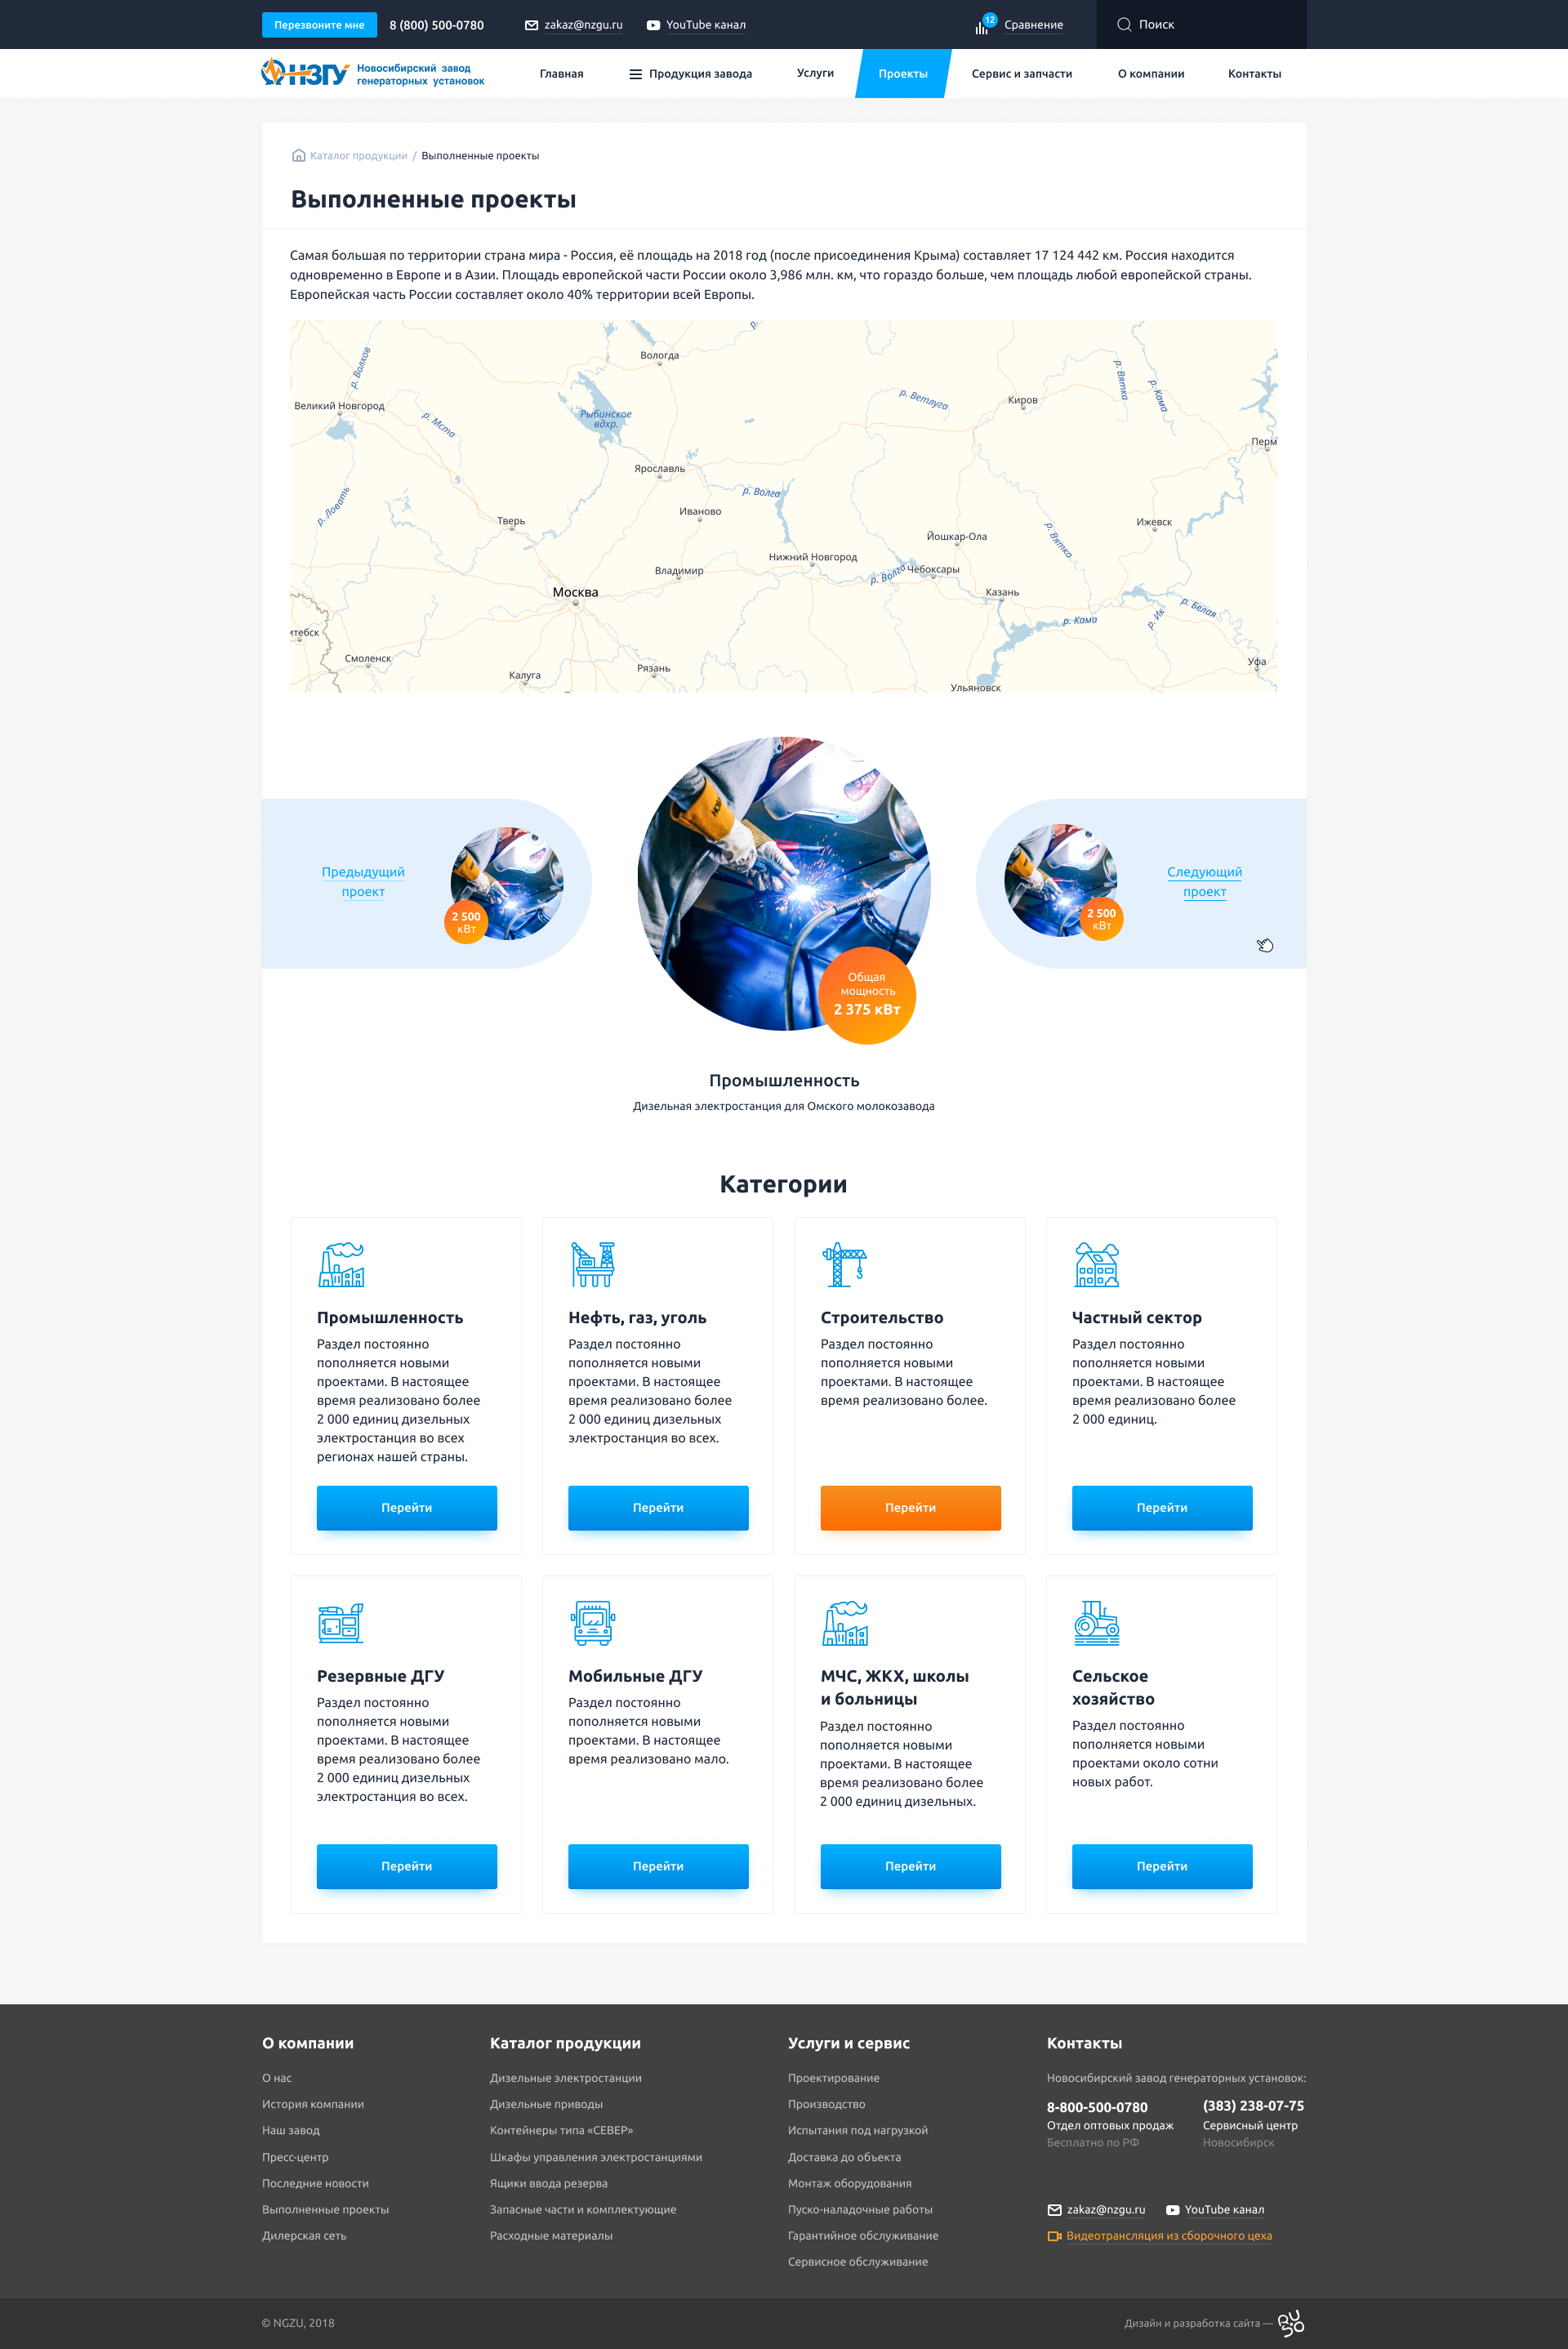 Перезвоните мне
8 (800) 500-0780
zakaz@nzgu.ru
YouTube канал
12
Сравнение
Поиск
НЗГУ
Новосибирский завод
генераторных установок
Главная
Продукция завода
Услуги
Проекты
Сервис и запчасти
О компании
Контакты
Каталог продукции / Выполненные проекты
Выполненные проекты
Самая большая по территории страна мира - Россия, её площадь на 2018 год (после присоединения Крыма) составляет 17 124 442 км. Россия находится
одновременно в Европе и в Азии. Площадь европейской части России около 3,986 млн. км, что гораздо больше, чем площадь любой европейской страны.
Европейская часть России составляет около 40% территории всей Европы.
р.
Вологда
р. Волхов
р. Вятка
р. Кама
р. Ветлуга
Киров
Великий Новгород
Рыбинское
вдхр.
р. Мста
Перм
Ярославль
р. Волга
р. Ловать
Иваново
Тверь
Ижевск
р. Вятка
Йошкар-Ола
Нижний Новгород
Владимир
р. Волга
Чебоксары
Москва
Казань
р. Белая
р. Ик
р. Кама
итебск
Смоленск
Рязань
Уфа
Калуга
Ульяновск
Предыдущий
проект
2 500
кВт
Общая
мощность
2 375 кВт
2 500
кВт
Следующий
проект
Промышленность
Дизельная электростанция для Омского молокозавода
Категории
Промышленность
Раздел постоянно
пополняется новыми
проектами. В настоящее
время реализовано более
2 000 единиц дизельных
электростанция во всех
регионах нашей страны.
Перейти
Нефть, газ, уголь
Раздел постоянно
пополняется новыми
проектами. В настоящее
время реализовано более
2 000 единиц дизельных
электростанция во всех.
Перейти
Строительство
Раздел постоянно
пополняется новыми
проектами. В настоящее
время реализовано более.
Перейти
Частный сектор
Раздел постоянно
пополняется новыми
проектами. В настоящее
время реализовано более
2 000 единиц.
Перейти
Резервные ДГУ
Раздел постоянно
пополняется новыми
проектами. В настоящее
время реализовано более
2 000 единиц дизельных
электростанция во всех.
Перейти
Мобильные ДГУ
Раздел постоянно
пополняется новыми
проектами. В настоящее
время реализовано мало.
Перейти
МЧС, ЖКХ, школы
и больницы
Раздел постоянно
пополняется новыми
проектами. В настоящее
время реализовано более
2 000 единиц дизельных.
Перейти
Сельское
хозяйство
Раздел постоянно
пополняется новыми
проектами около сотни
новых работ.
Перейти
О компании
О нас
История компании
Наш завод
Пресс-центр
Последние новости
Выполненные проекты
Дилерская сеть
Каталог продукции
Дизельные электростанции
Дизельные приводы
Контейнеры типа «СЕВЕР»
Шкафы управления электростанциями
Ящики ввода резерва
Запасные части и комплектующие
Расходные материалы
Услуги и сервис
Проектирование
Производство
Испытания под нагрузкой
Доставка до объекта
Монтаж оборудования
Пуско-наладочные работы
Гарантийное обслуживание
Сервисное обслуживание
Контакты
Новосибирский завод генераторных установок:
8-800-500-0780
Отдел оптовых продаж
Бесплатно по РФ
(383) 238-07-75
Сервисный центр
Новосибирск
zakaz@nzgu.ru
YouTube канал
Видеотрансляция из сборочного цеха
© NGZU, 2018
Дизайн и разработка сайта —